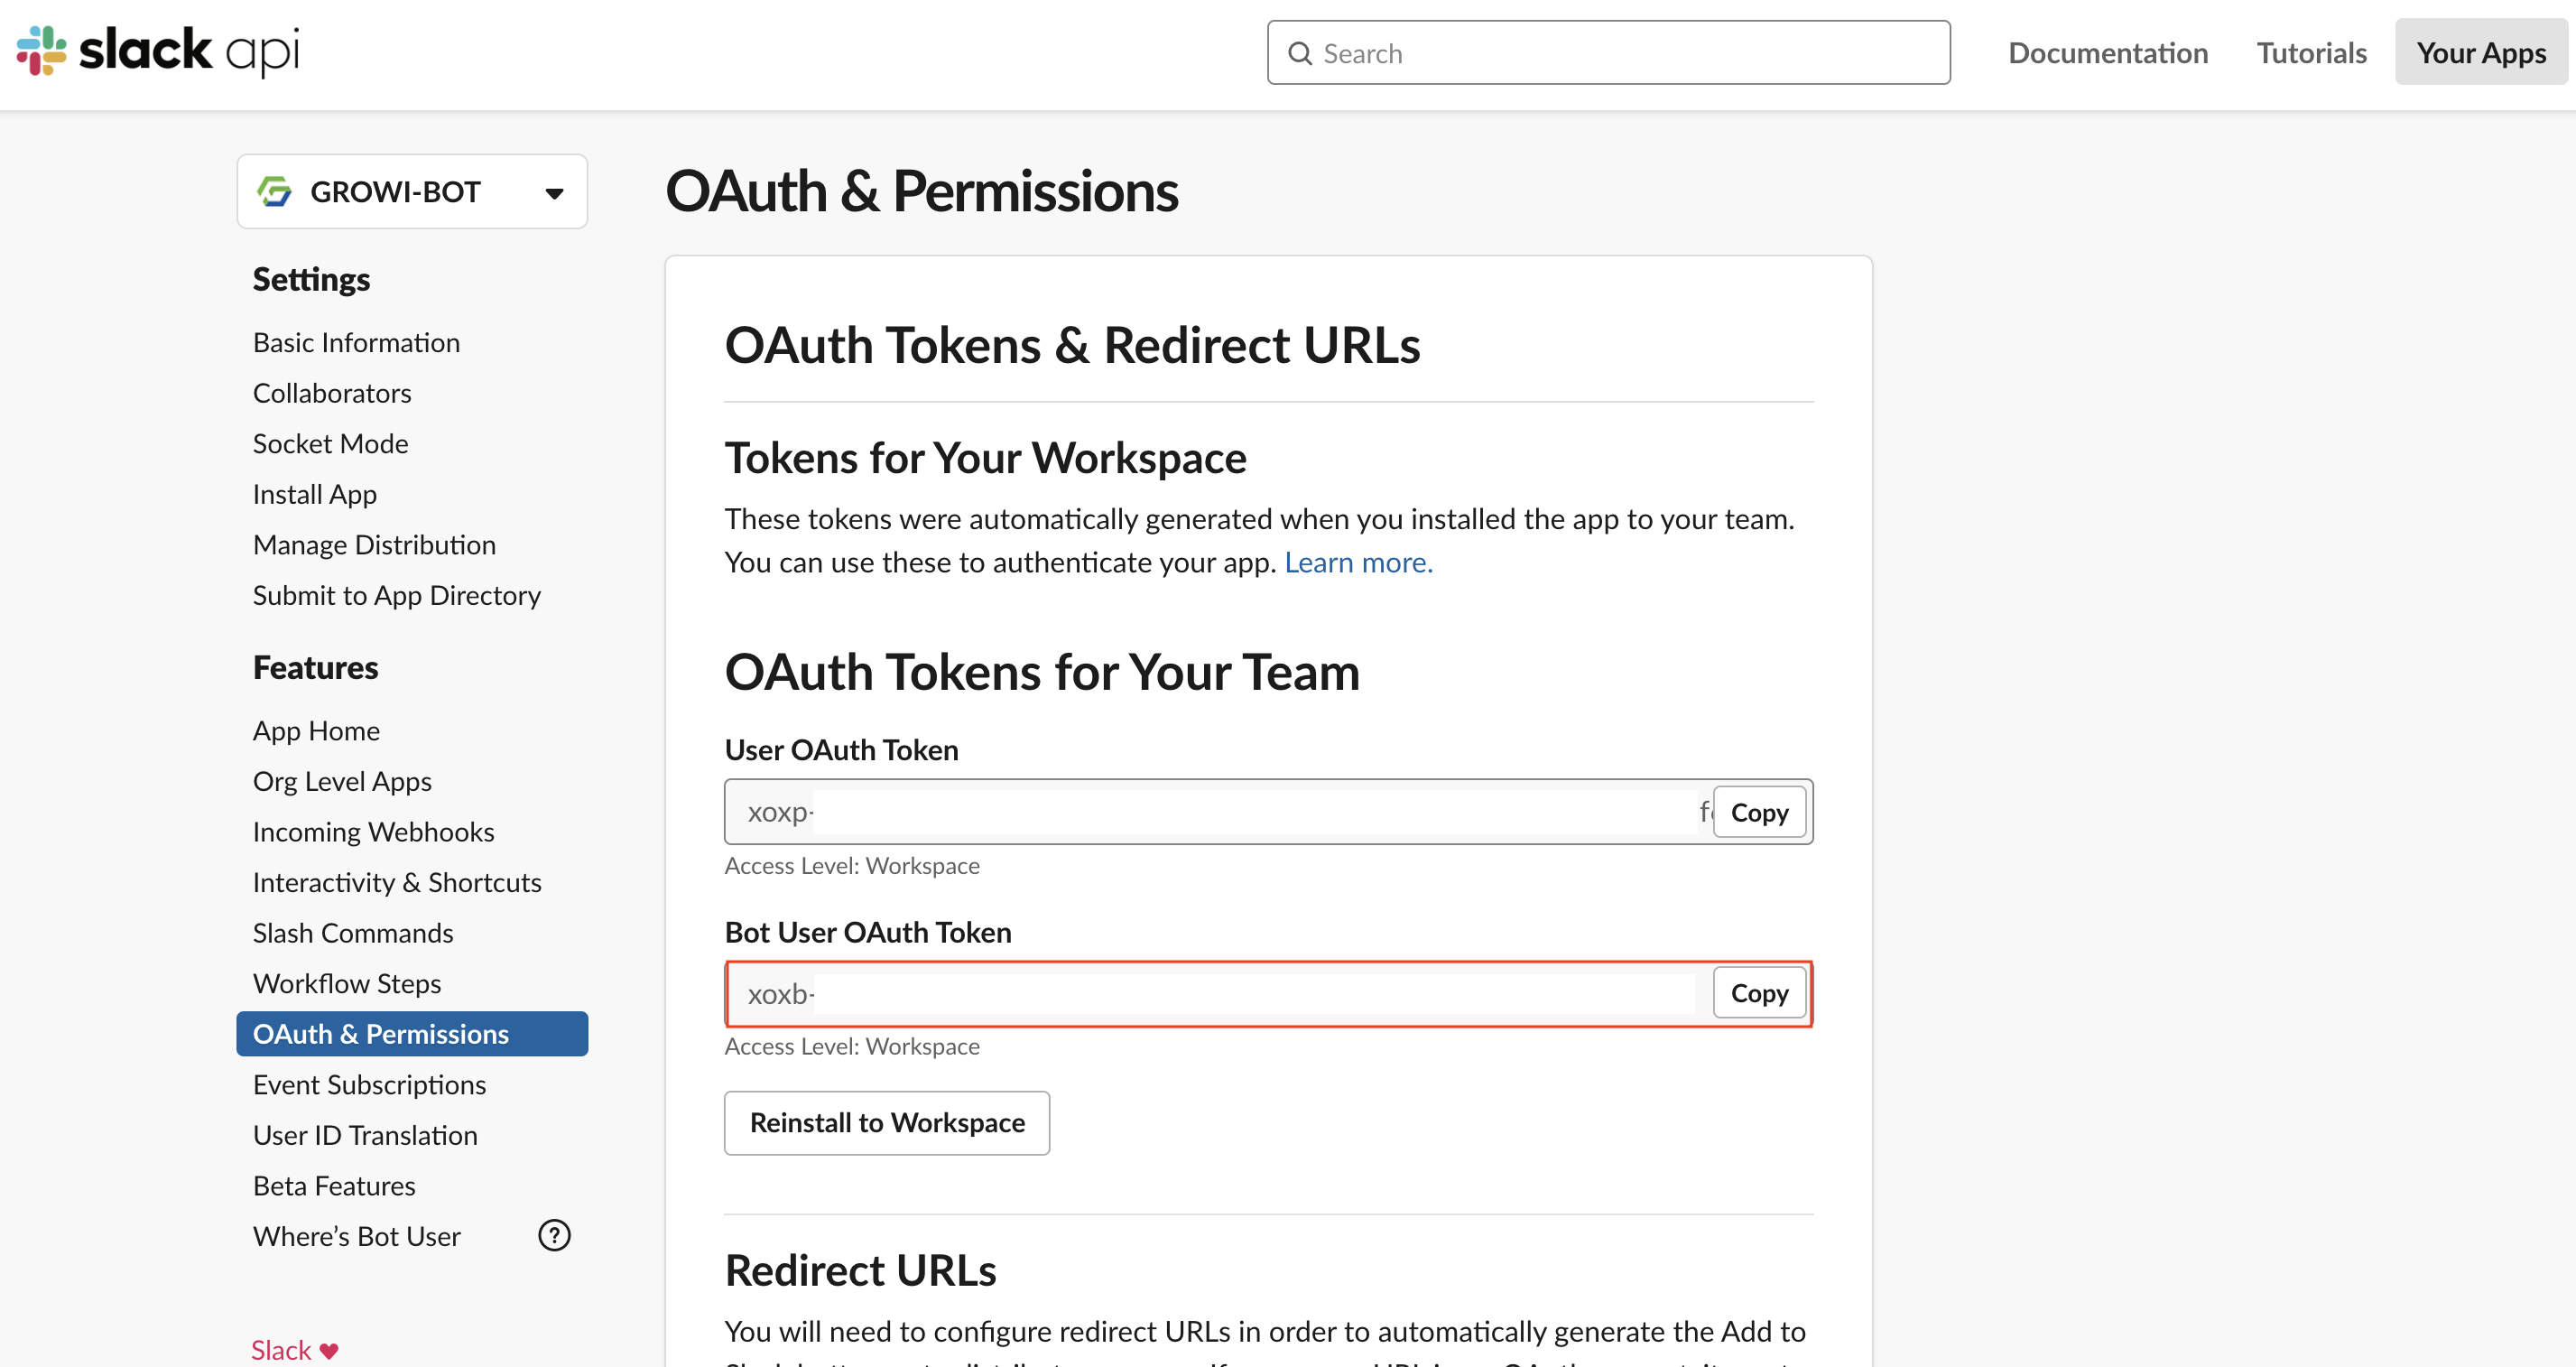 slack api
Search
Documentation
Tutorials
Your Apps
GROWI-BOT
Settings
Basic Information
Collaborators
Socket Mode
Install App
Manage Distribution
Submit to App Directory
Features
App Home
Org Level Apps
Incoming Webhooks
Interactivity & Shortcuts
Slash Commands
Workflow Steps
OAuth & Permissions
Event Subscriptions
User ID Translation
Beta Features
Where’s Bot User
?
Slack ♥
OAuth & Permissions
OAuth Tokens & Redirect URLs
Tokens for Your Workspace
These tokens were automatically generated when you installed the app to your team.
You can use these to authenticate your app. Learn more.
OAuth Tokens for Your Team
User OAuth Token
xoxp-
Copy
Access Level: Workspace
Bot User OAuth Token
xoxb-
Copy
Access Level: Workspace
Reinstall to Workspace
Redirect URLs
You will need to configure redirect URLs in order to automatically generate the Add to